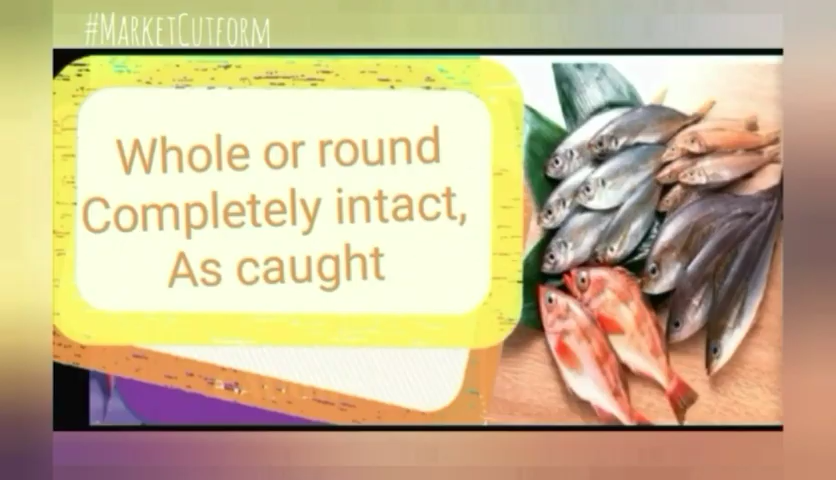 #MarketCutform
Whole or round
Completely intact,
As caught